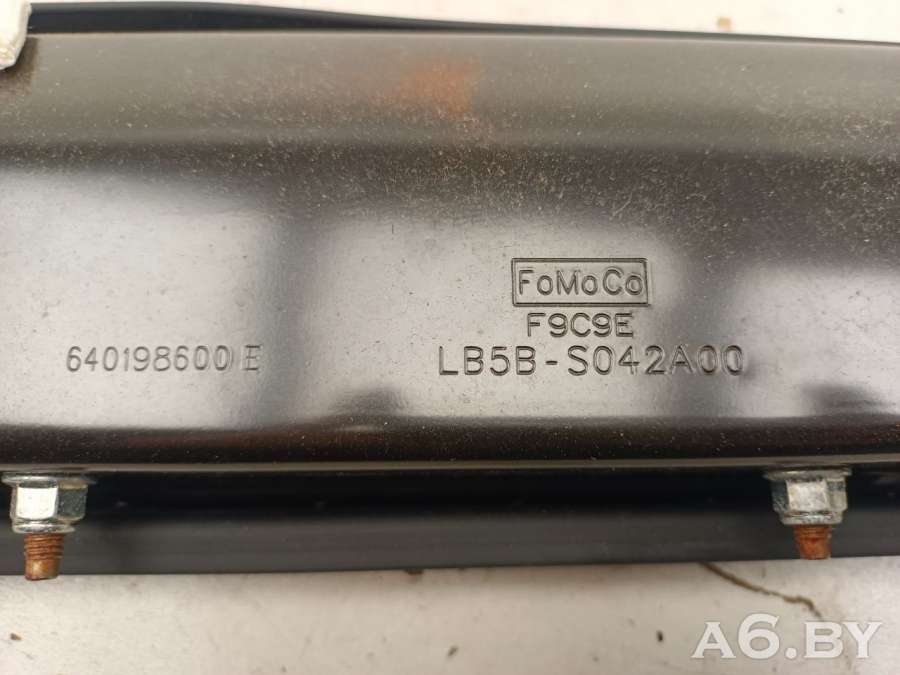 FoMoCo
F9C9E
640198600 E
LB5B-S042A00
A6.BY